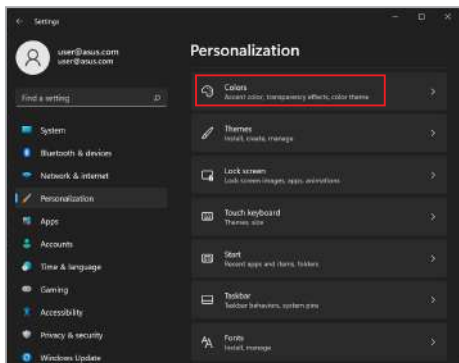 Settings
user@asus.com
user@asus.com
Find a setting
System
Bluetooth & devices
Network & internet
Personalization
Apps
Accounts
Time & language
Gaming
Accessibility
Privacy & security
Windows Update
Personalization
Colors
Accent color, transparency effects, color theme
Themes
Install, create, manage
Lock screen
Lock screen images, apps, animations
Touch keyboard
Themes, size
Start
Recent apps and items, folders
Taskbar
Taskbar behaviors, system pins
Fonts
Install, manage